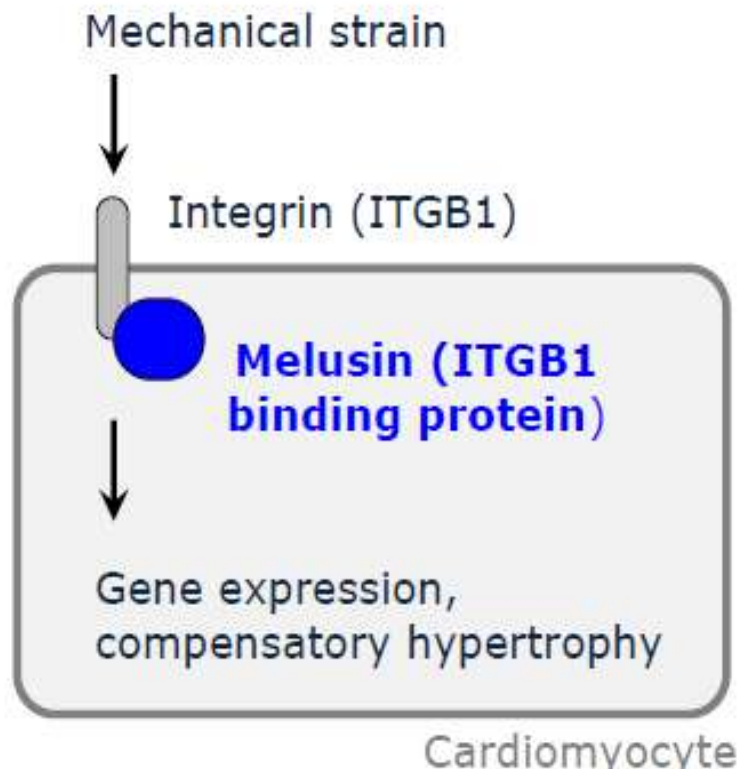 Mechanical strain
Integrin (ITGB1)
Melusin (ITGB1
binding protein)
Gene expression,
compensatory hypertrophy
Cardiomyocyte